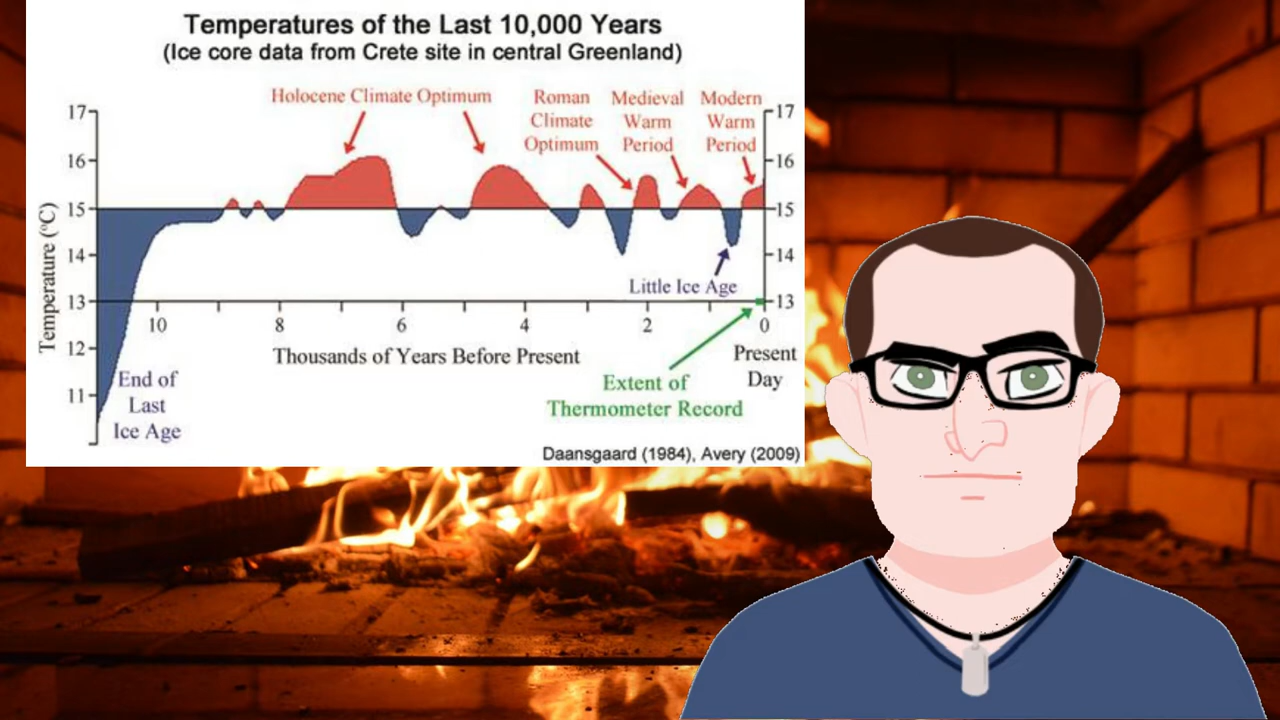 Temperatures of the Last 10,000 Years
(Ice core data from Crete site in central Greenland)
Holocene Climate Optimum
Roman
Climate
Optimum
Medieval
Warm
Period
Modern
Warm
Period
17
16
15
14
13
12
11
Temperature (°C)
17
16
15
14
13
Little Ice Age
10
8
6
4
2
0
Thousands of Years Before Present
Present
Day
End of
Last
Ice Age
Extent of
Thermometer Record
Daansgaard (1984), Avery (2009)